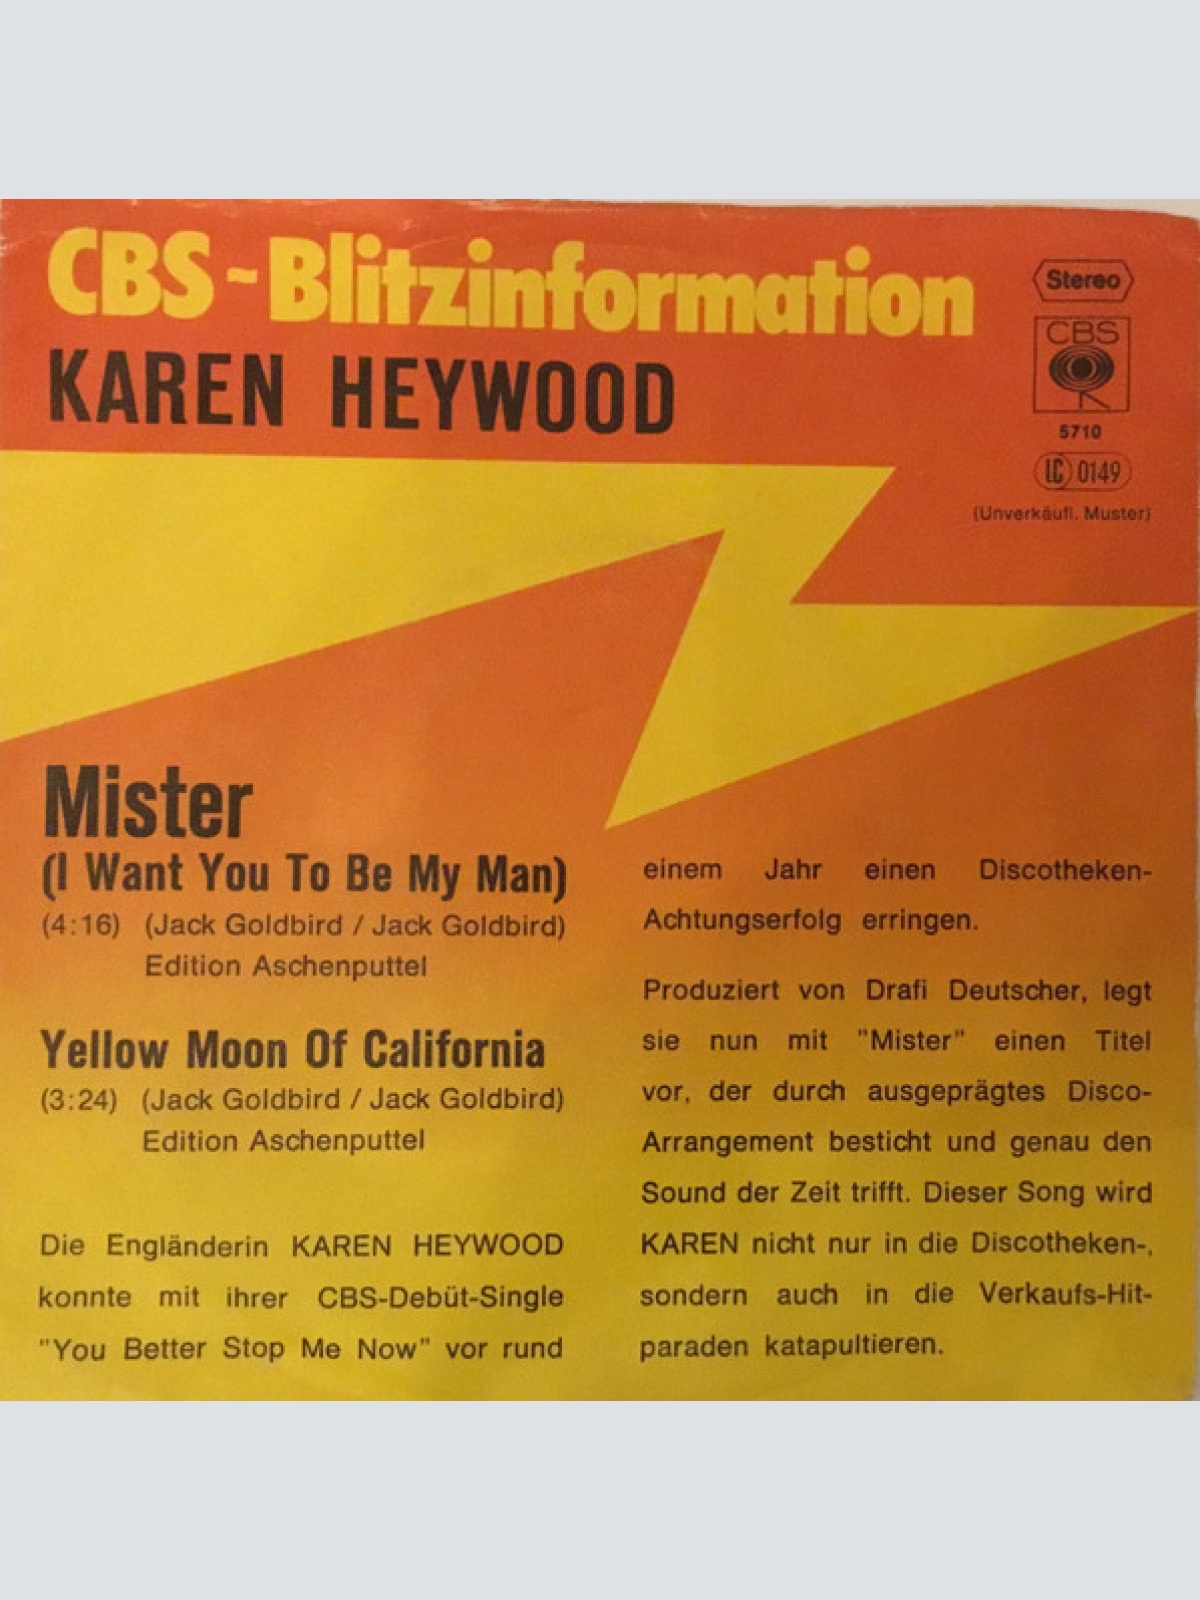 CBS-Blitzinformation
KAREN HEYWOOD
Stereo
CBS
5710
LC 0149
(Unverkäufl. Muster)
Mister
(I Want You To Be My Man)
(4:16) (Jack Goldbird / Jack Goldbird)
Edition Aschenputtel
Yellow Moon Of California
(3:24) (Jack Goldbird / Jack Goldbird)
Edition Aschenputtel
Die Engländerin KAREN HEYWOOD
konnte mit ihrer CBS-Debüt-Single
"You Better Stop Me Now" vor rund
einem Jahr einen Discotheken-
Achtungserfolg erringen.
Produziert von Drafi Deutscher, legt
sie nun mit "Mister" einen Titel
vor, der durch ausgeprägtes Disco-
Arrangement besticht und genau den
Sound der Zeit trifft. Dieser Song wird
KAREN nicht nur in die Discotheken-,
sondern auch in die Verkaufs-Hit-
paraden katapultieren.